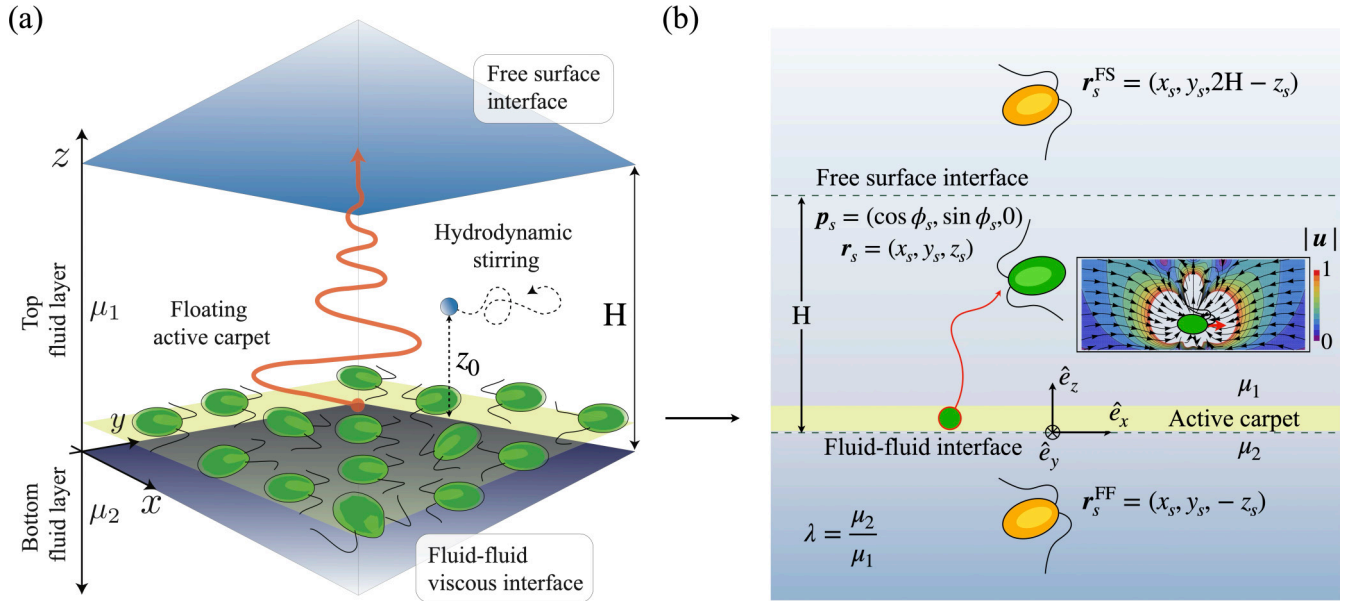 (a)
Free surface
interface
z
Top
fluid layer
μ₁
Floating
active carpet
Hydrodynamic
stirring
z₀
H
y
x
Bottom
fluid layer
μ₂
Fluid-fluid
viscous interface
(b)
r_s^FS = (x_s, y_s, 2H − z_s)
Free surface interface
p_s = (cos ϕ_s, sin ϕ_s, 0)
r_s = (x_s, y_s, z_s)
|u|
1
0
H
ê_z
ê_x
ê_y
μ₁
Active carpet
Fluid-fluid interface
μ₂
r_s^FF = (x_s, y_s, − z_s)
λ = μ₂/μ₁